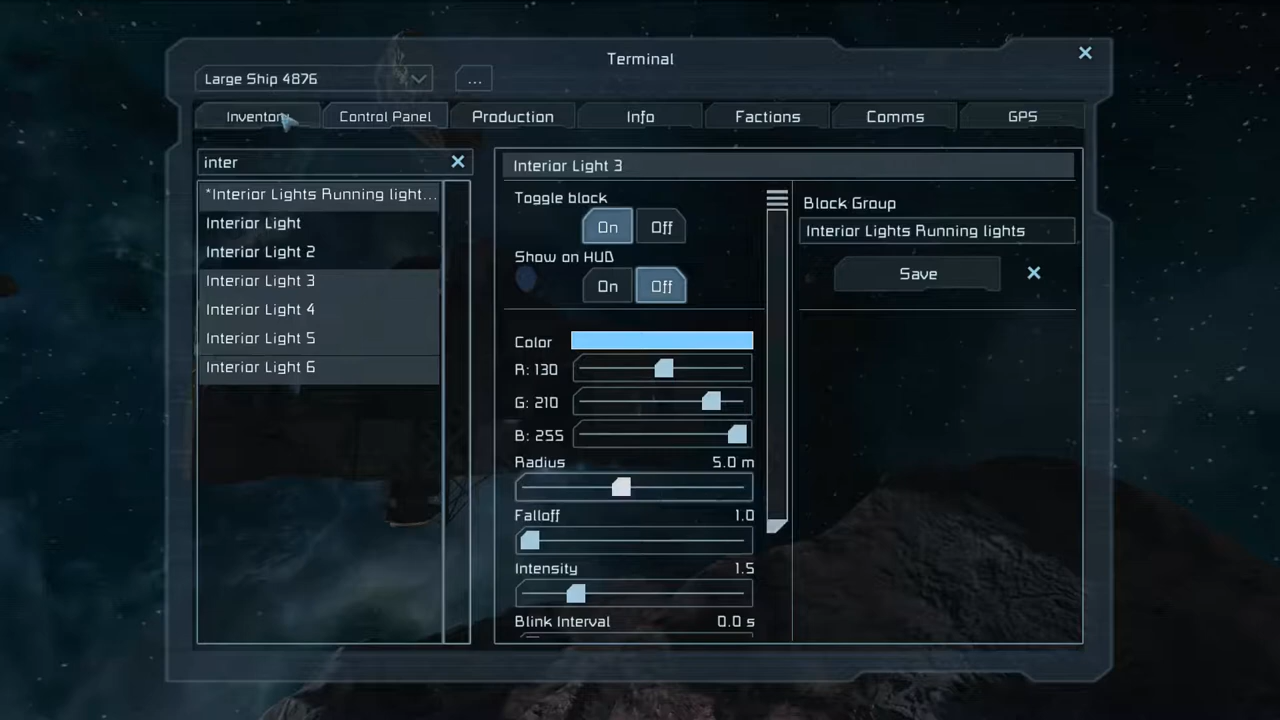 Terminal
Large Ship 4876
...
Inventory
Control Panel
Production
Info
Factions
Comms
GPS
inter
*Interior Lights Running light...
Interior Light
Interior Light 2
Interior Light 3
Interior Light 4
Interior Light 5
Interior Light 6
Interior Light 3
Toggle block
On Off
Show on HUD
On Off
Color
R: 130
G: 210
B: 255
Radius 5.0 m
Falloff 1.0
Intensity 1.5
Blink Interval 0.0 s
Block Group
Interior Lights Running lights
Save